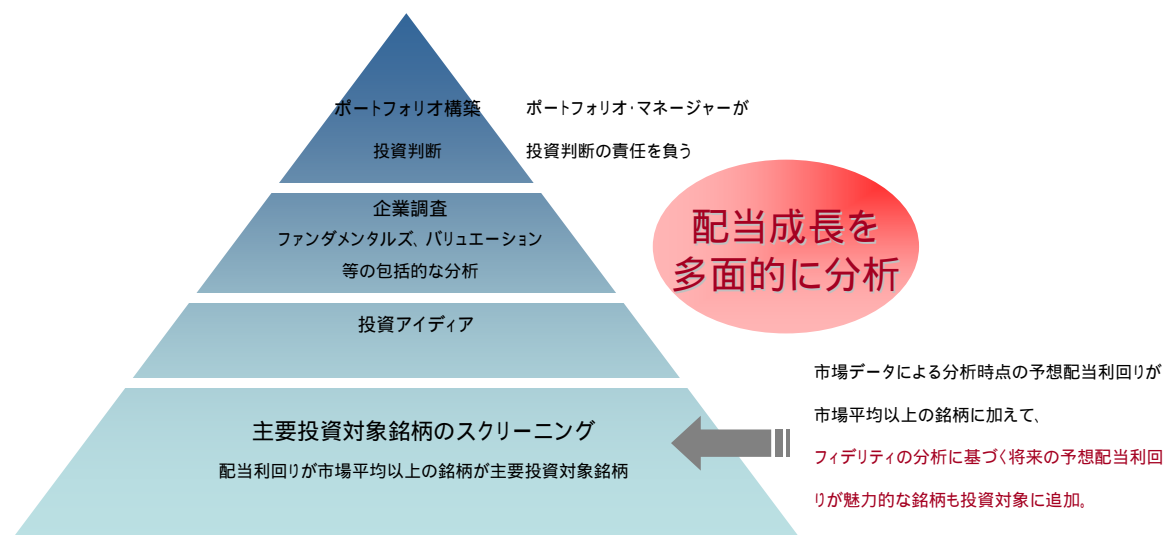 ポートフォリオ構築
投資判断
ポートフォリオ・マネージャーが
投資判断の責任を負う
企業調査
ファンダメンタルズ、バリュエーション
等の包括的な分析
配当成長を
多面的に分析
投資アイディア
主要投資対象銘柄のスクリーニング
配当利回りが市場平均以上の銘柄が主要投資対象銘柄
市場データによる分析時点の予想配当利回りが
市場平均以上の銘柄に加えて、
フィデリティの分析に基づく将来の予想配当利回
りが魅力的な銘柄も投資対象に追加。